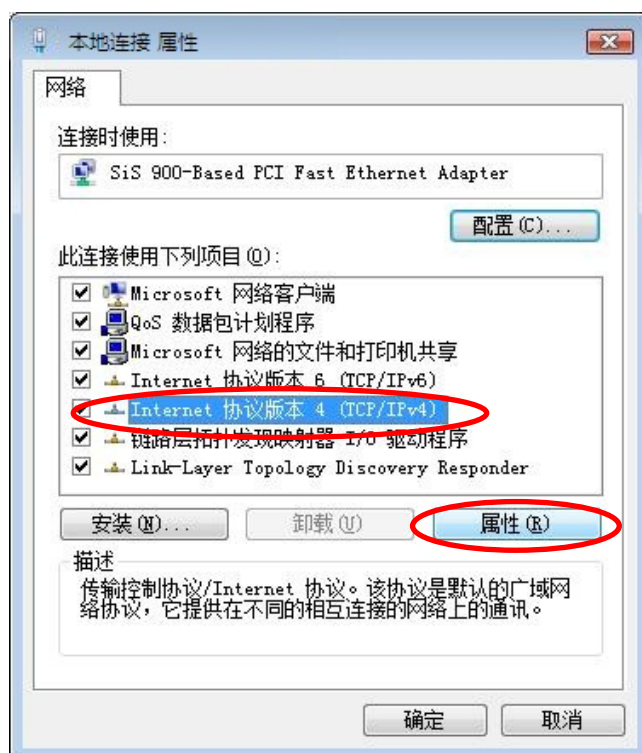 本地连接 属性
网络
连接时使用:
SiS 900-Based PCI Fast Ethernet Adapter
配置(C)...
此连接使用下列项目(O):
Microsoft 网络客户端
QoS 数据包计划程序
Microsoft 网络的文件和打印机共享
Internet 协议版本 6 (TCP/IPv6)
Internet 协议版本 4 (TCP/IPv4)
链路层拓扑发现映射器 I/O 驱动程序
Link-Layer Topology Discovery Responder
安装(N)...
卸载(U)
属性(R)
描述
传输控制协议/Internet 协议。该协议是默认的广域网
络协议，它提供在不同的相互连接的网络上的通讯。
确定
取消